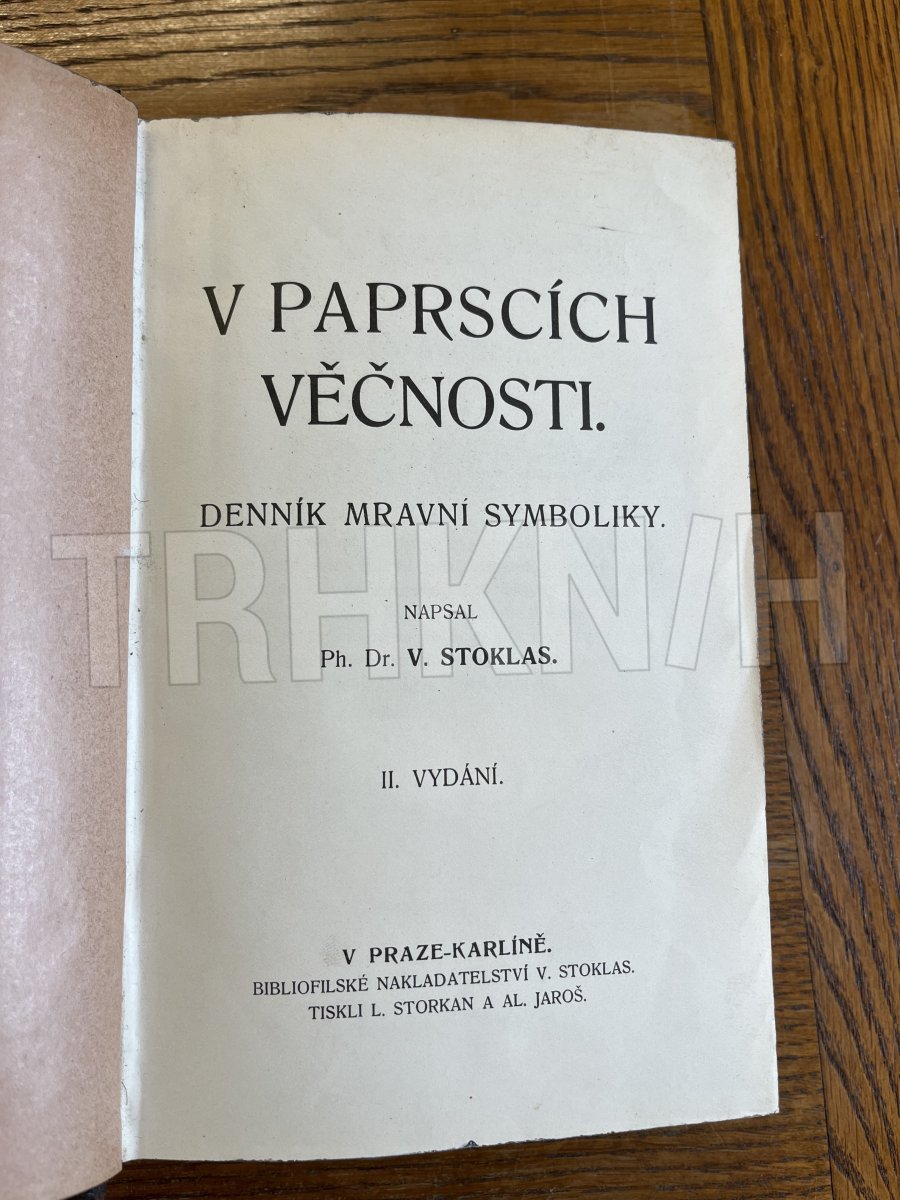 V PAPRSCÍCH
VĚČNOSTI.
DENNÍK MRAVNÍ SYMBOLIKY.
TRHKNIH
NAPSAL
Ph. Dr. V. STOKLAS.
II. VYDÁNÍ.
V PRAZE-KARLÍNĚ.
BIBLIOFILSKÉ NAKLADATELSTVÍ V. STOKLAS.
TISKLI L. STORKAN A AL. JAROŠ.